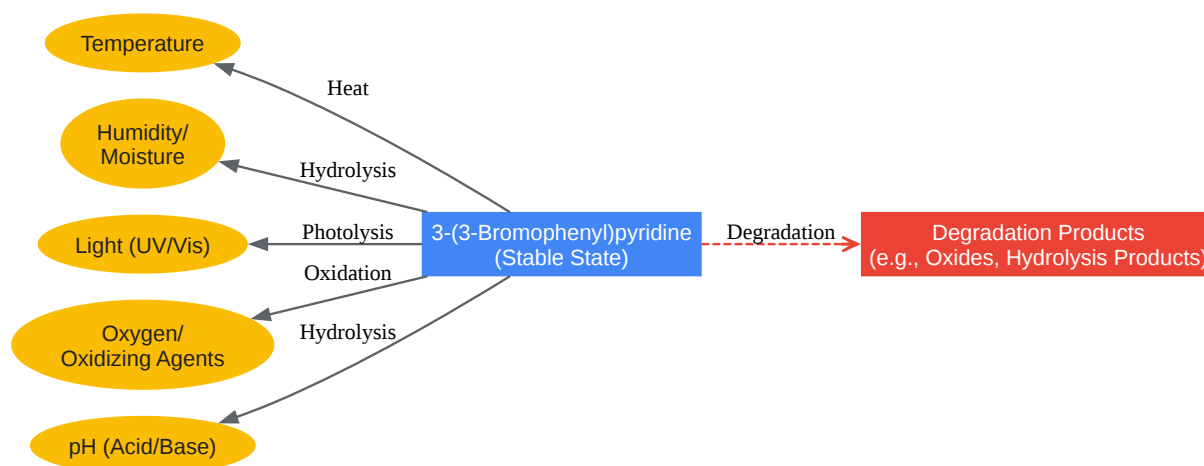 Temperature
Heat
Humidity/
Moisture
Hydrolysis
Light (UV/Vis)
Photolysis
3-(3-Bromophenyl)pyridine
(Stable State)
Degradation
Degradation Products
(e.g., Oxides, Hydrolysis Products)
Oxidation
Oxygen/
Oxidizing Agents
Hydrolysis
pH (Acid/Base)